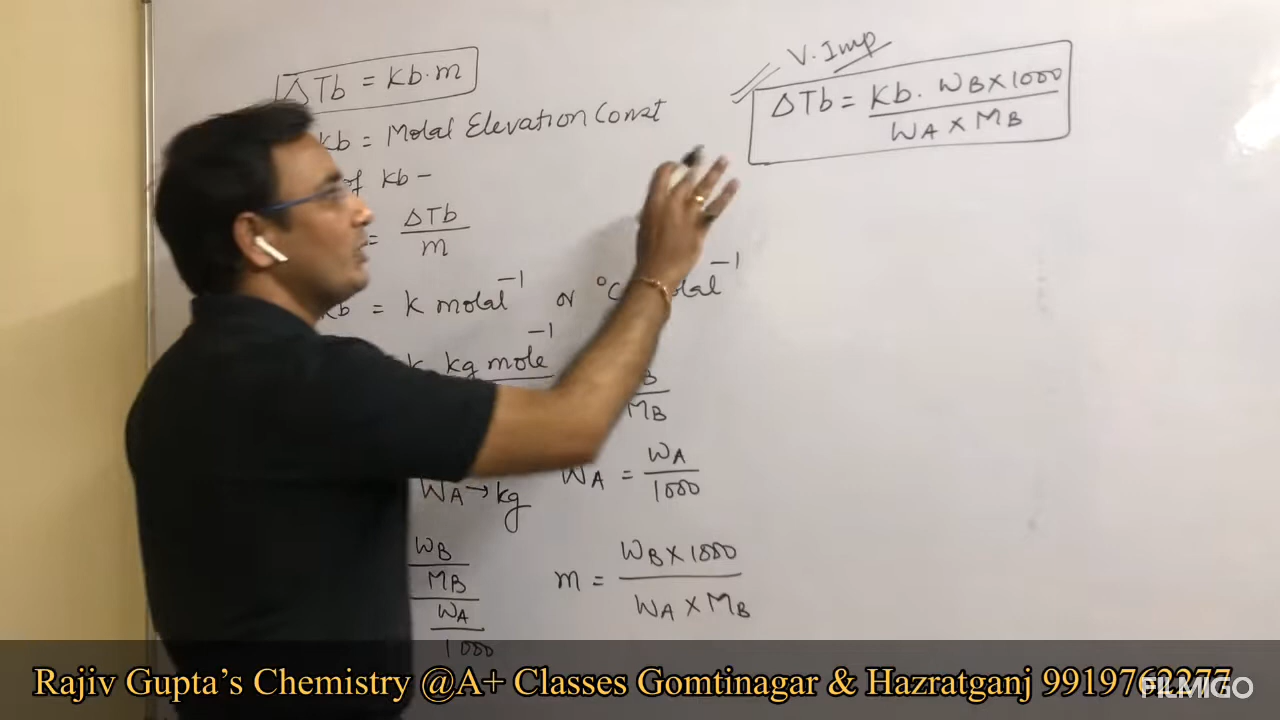 ΔTb = Kb.m
Kb = Molal Elevation Const
of Kb -
= ΔTb / m
Kb = K molal⁻¹ or °C molal⁻¹
K kg mole⁻¹
B / MB
WA → kg
WA = WA / 1000
WB / MB / WA / 1000
m = WB × 1000 / WA × MB
V. Imp
ΔTb = Kb. WB × 1000 / WA × MB
Rajiv Gupta's Chemistry @A+ Classes Gomtinagar & Hazratganj 9919762277
FILMIGO